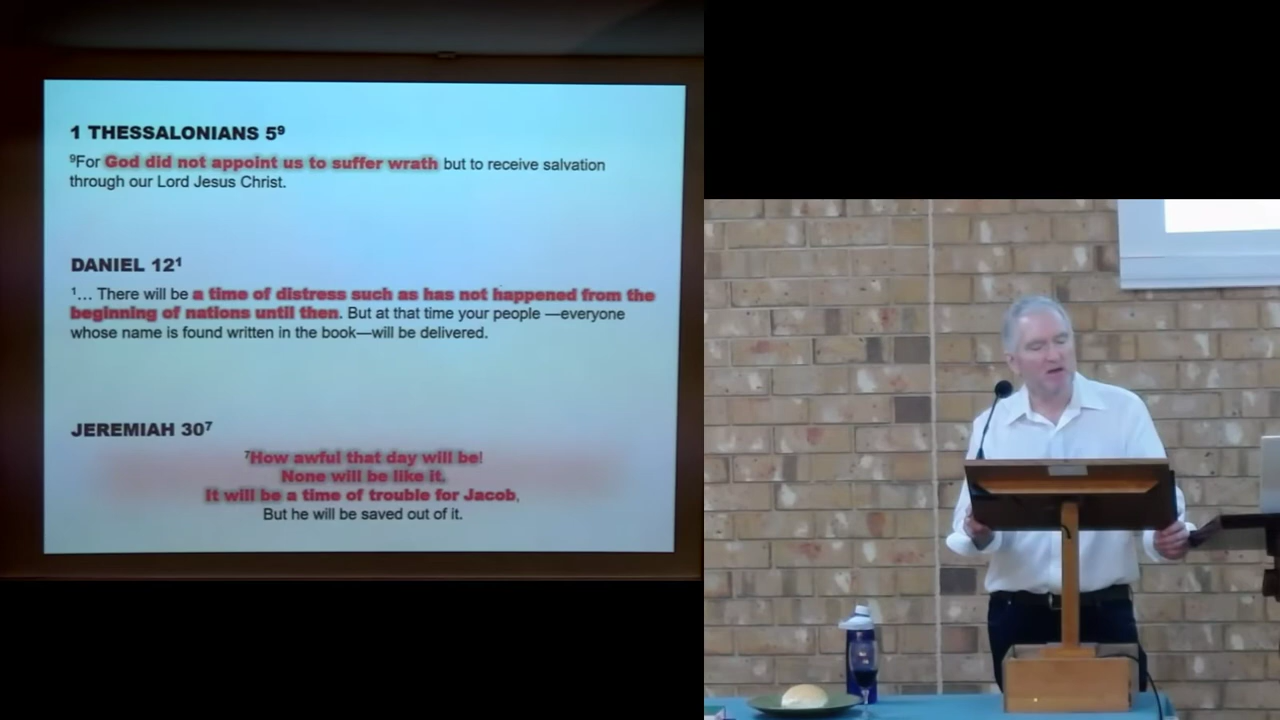 1 THESSALONIANS 5⁹
⁹For God did not appoint us to suffer wrath but to receive salvation
through our Lord Jesus Christ.
DANIEL 12¹
¹… There will be a time of distress such as has not happened from the
beginning of nations until then. But at that time your people —everyone
whose name is found written in the book—will be delivered.
JEREMIAH 30⁷
⁷How awful that day will be!
None will be like it.
It will be a time of trouble for Jacob,
But he will be saved out of it.